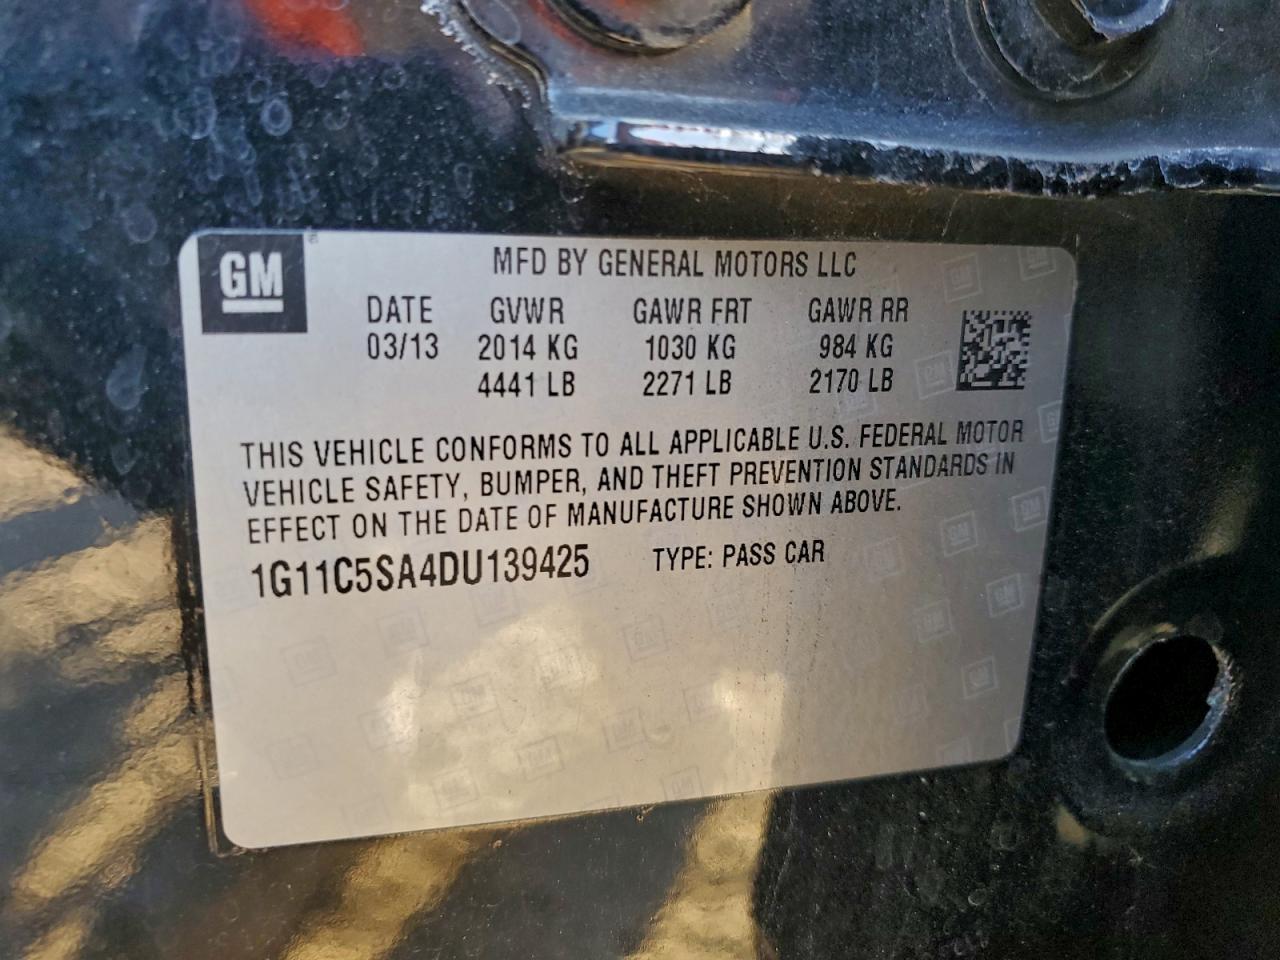 GM
MFD BY GENERAL MOTORS LLC
DATE GVWR GAWR FRT GAWR RR
03/13 2014 KG 1030 KG 984 KG
4441 LB 2271 LB 2170 LB
THIS VEHICLE CONFORMS TO ALL APPLICABLE U.S. FEDERAL MOTOR
VEHICLE SAFETY, BUMPER, AND THEFT PREVENTION STANDARDS IN
EFFECT ON THE DATE OF MANUFACTURE SHOWN ABOVE.
1G11C5SA4DU139425 TYPE: PASS CAR